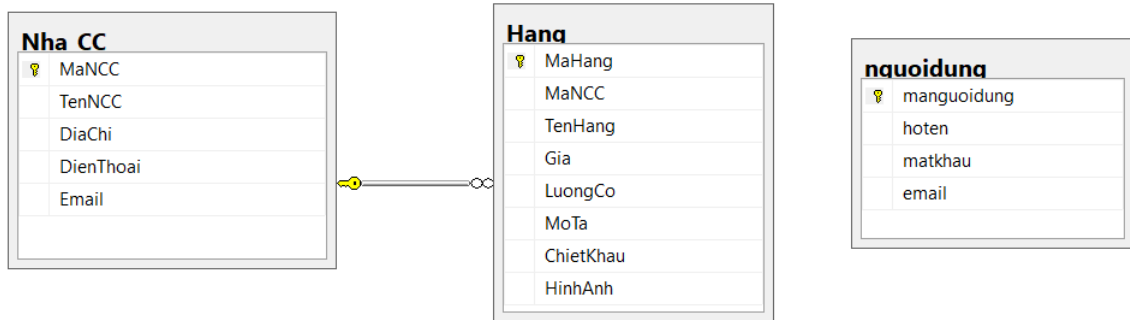 Nha_CC
MaNCC
TenNCC
DiaChi
DienThoai
Email
Hang
MaHang
MaNCC
TenHang
Gia
LuongCo
MoTa
ChietKhau
HinhAnh
nguoidung
manguoidung
hoten
matkhau
email